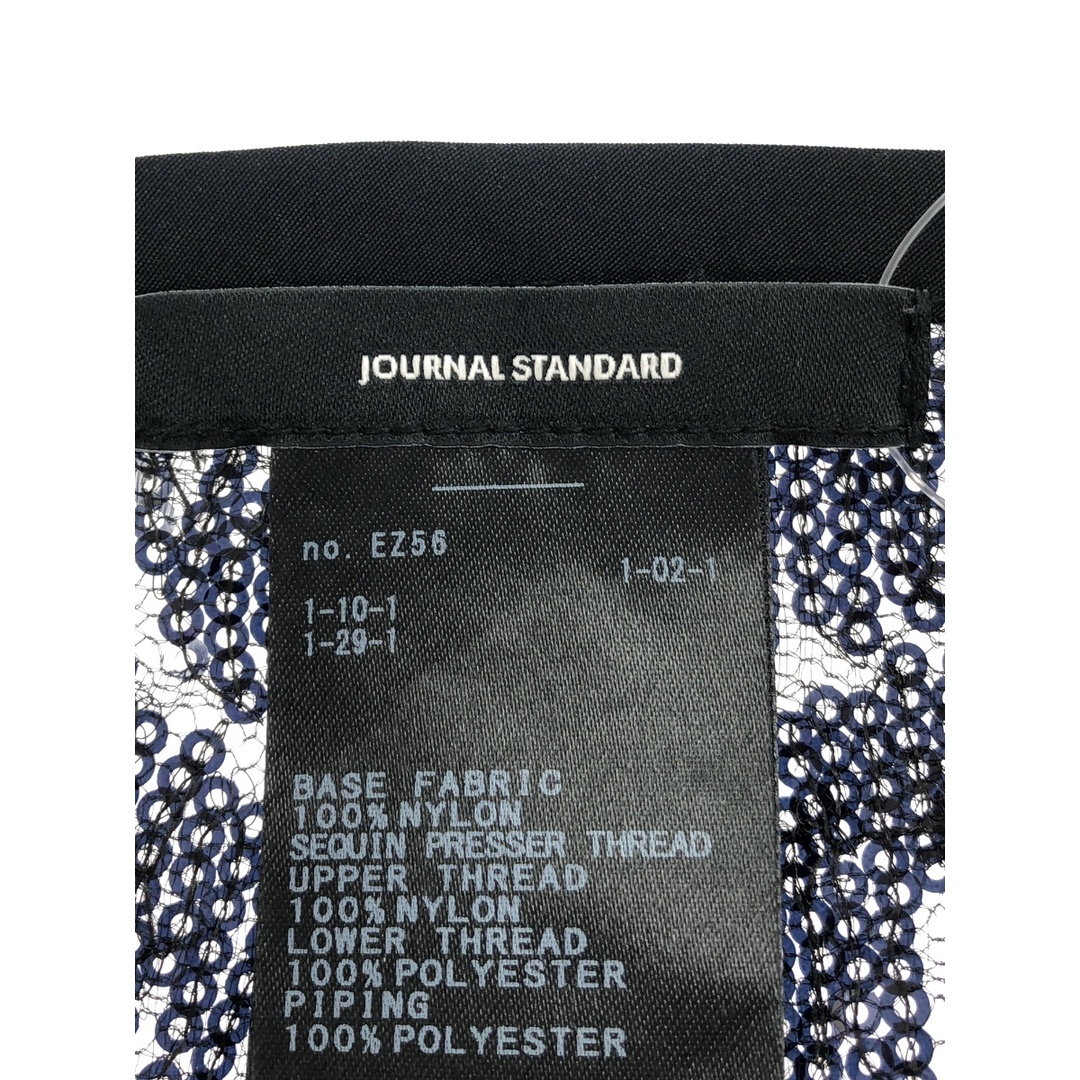 JOURNAL STANDARD
no. EZ56
1-02-1
1-10-1
1-29-1
BASE FABRIC
100%NYLON
SEQUIN PRESSER THREAD
UPPER THREAD
100%NYLON
LOWER THREAD
100%POLYESTER
PIPING
100%POLYESTER